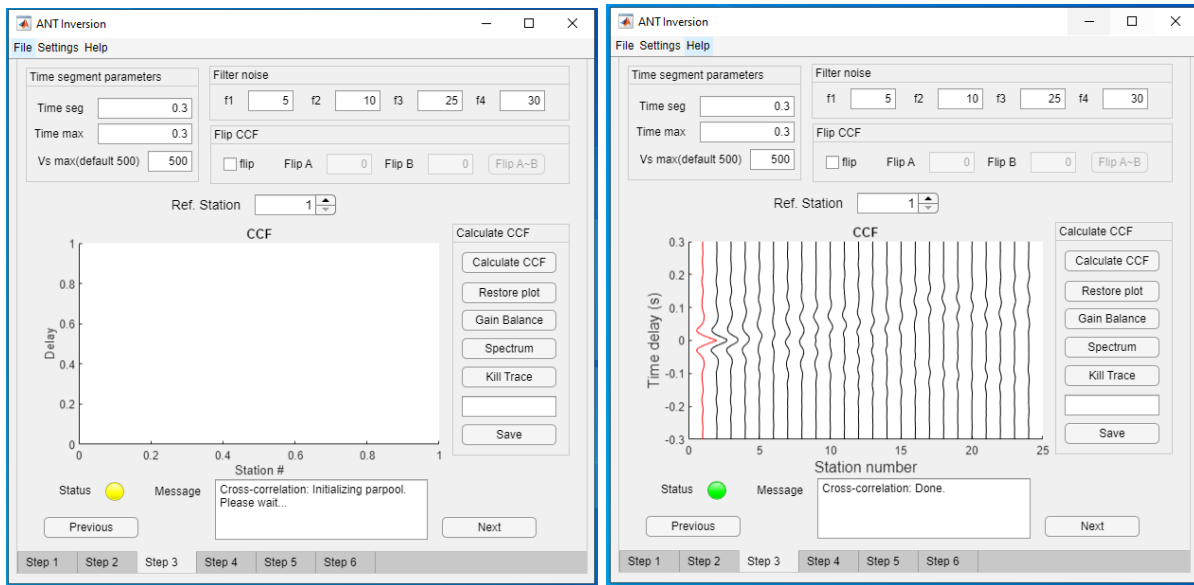 ANT Inversion
File Settings Help
Time segment parameters
Time seg 0.3
Time max 0.3
Vs max(default 500) 500
Filter noise
f1 5 f2 10 f3 25 f4 30
Flip CCF
flip Flip A 0 Flip B 0 Flip A~B
Ref. Station 1
CCF
1
0.8
0.6
0.4
0.2
0
Delay
0 0.2 0.4 0.6 0.8 1
Station #
Calculate CCF
Calculate CCF
Restore plot
Gain Balance
Spectrum
Kill Trace
Save
Status Message
Cross-correlation: Initializing parpool.
Please wait...
Previous Next
Step 1 Step 2 Step 3 Step 4 Step 5 Step 6
ANT Inversion
File Settings Help
Time segment parameters
Time seg 0.3
Time max 0.3
Vs max(default 500) 500
Filter noise
f1 5 f2 10 f3 25 f4 30
Flip CCF
flip Flip A 0 Flip B 0 Flip A~B
Ref. Station 1
CCF
0.3
0.2
0.1
0
-0.1
-0.2
-0.3
Time delay (s)
0 5 10 15 20 25
Station number
Calculate CCF
Calculate CCF
Restore plot
Gain Balance
Spectrum
Kill Trace
Save
Status Message
Cross-correlation: Done.
Previous Next
Step 1 Step 2 Step 3 Step 4 Step 5 Step 6